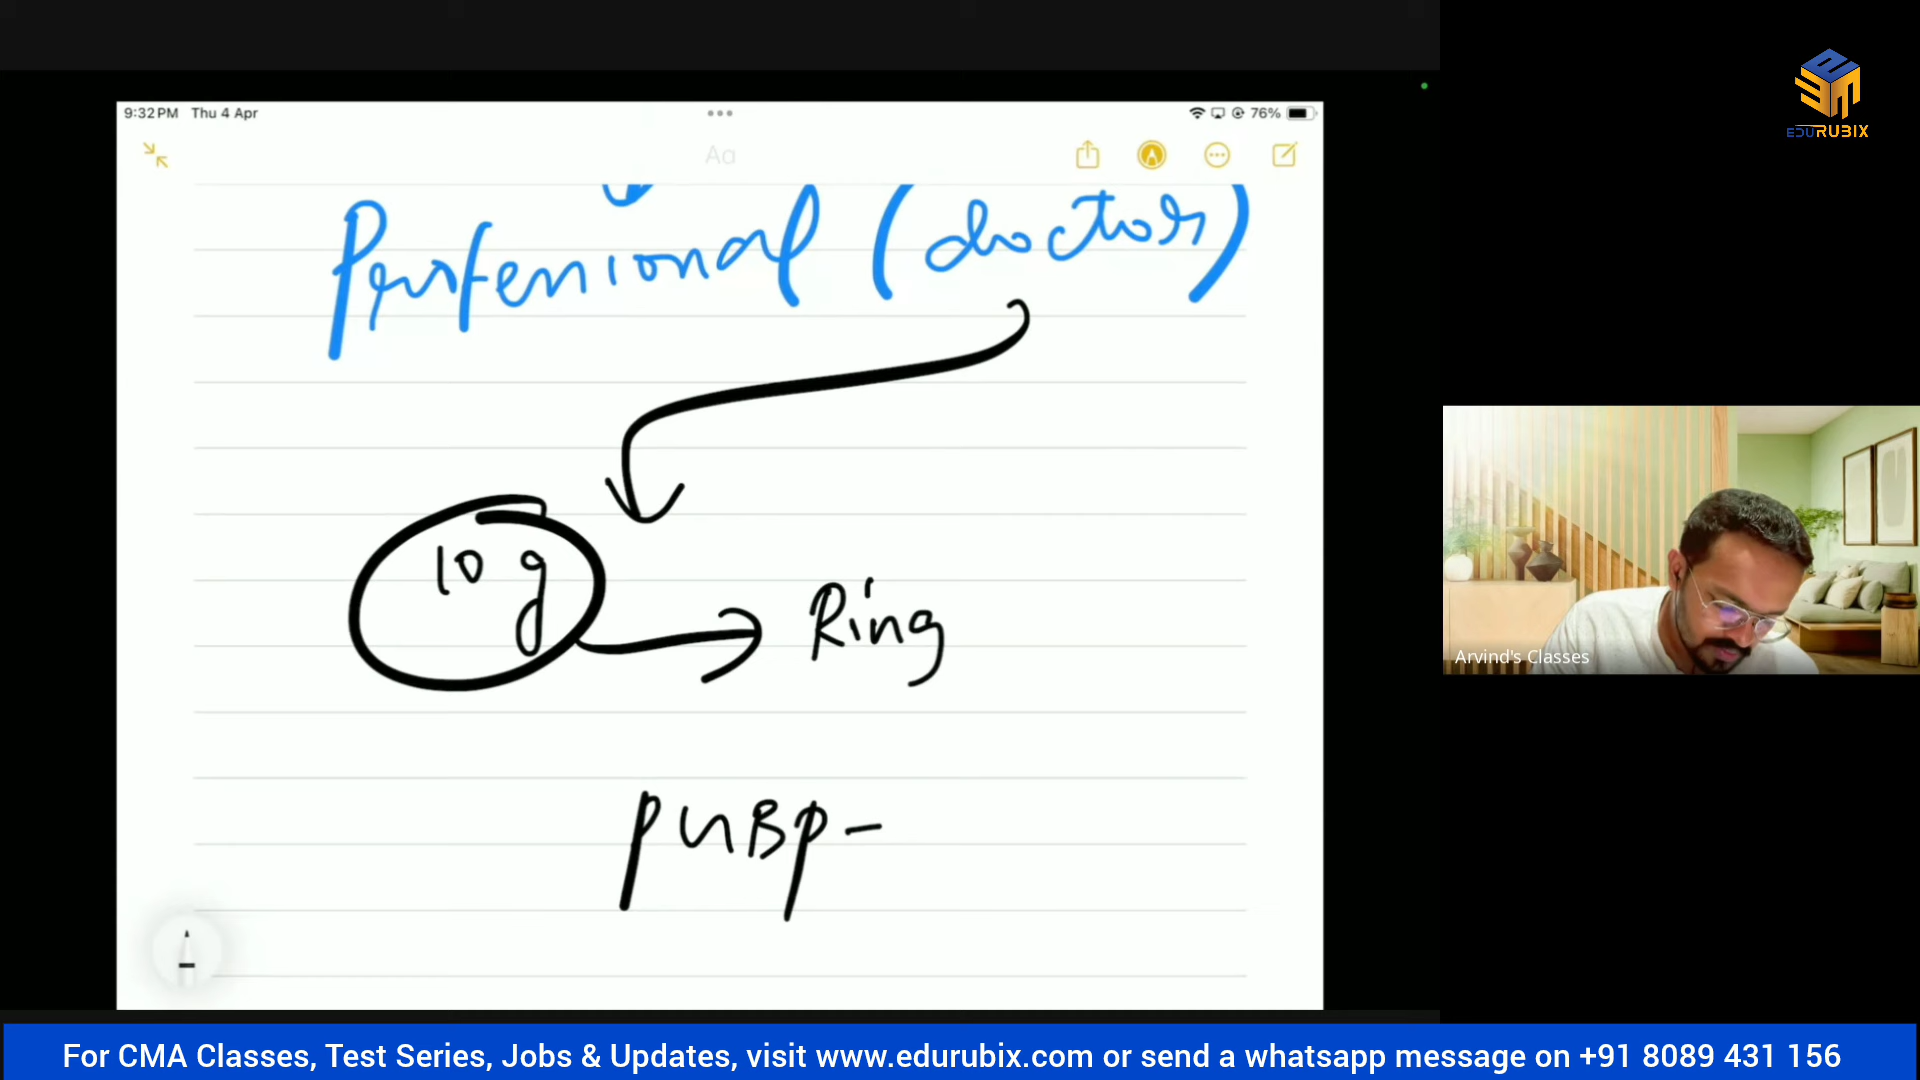 9:32 PM Thu 4 Apr
76%
Aa
Professional (doctor)
10 g
Ring
PUBP-
EDURUBIX
Arvind's Classes
For CMA Classes, Test Series, Jobs & Updates, visit www.edurubix.com or send a whatsapp message on +91 8089 431 156